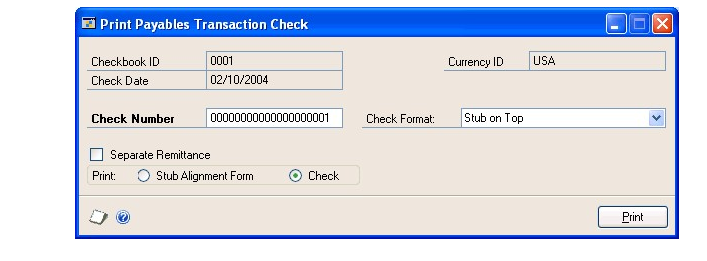 Print Payables Transaction Check
Checkbook ID 0001 Currency ID USA
Check Date 02/10/2004
Check Number 00000000000000000001 Check Format: Stub on Top
Separate Remittance
Print: Stub Alignment Form Check
Print